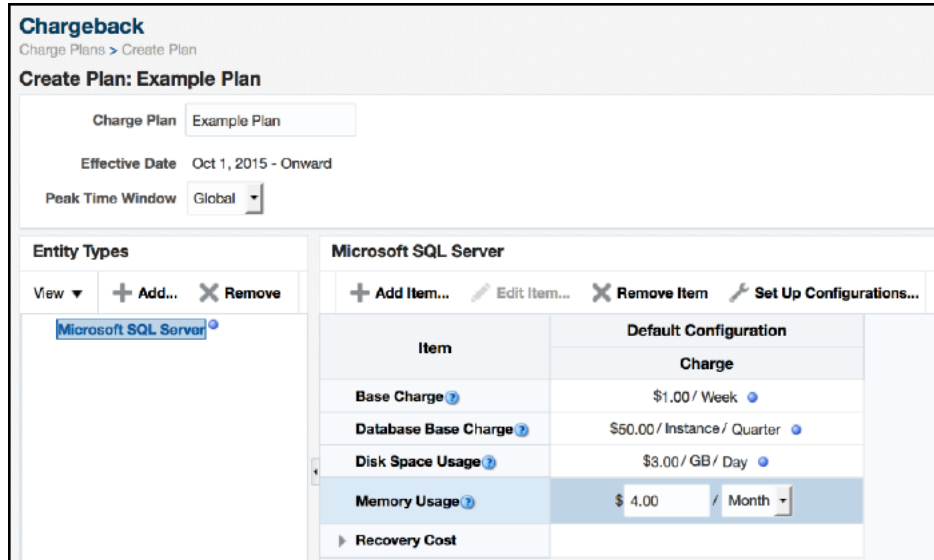 Chargeback
Charge Plans > Create Plan
Create Plan: Example Plan
Charge Plan Example Plan
Effective Date Oct 1, 2015 - Onward
Peak Time Window Global
Entity Types
View Add... Remove
Microsoft SQL Server
Microsoft SQL Server
Add Item... Edit Item... Remove Item Set Up Configurations...
Item
Default Configuration
Charge
Base Charge $1.00 / Week
Database Base Charge $50.00 / Instance / Quarter
Disk Space Usage $3.00 / GB / Day
Memory Usage $ 4.00 / Month
Recovery Cost